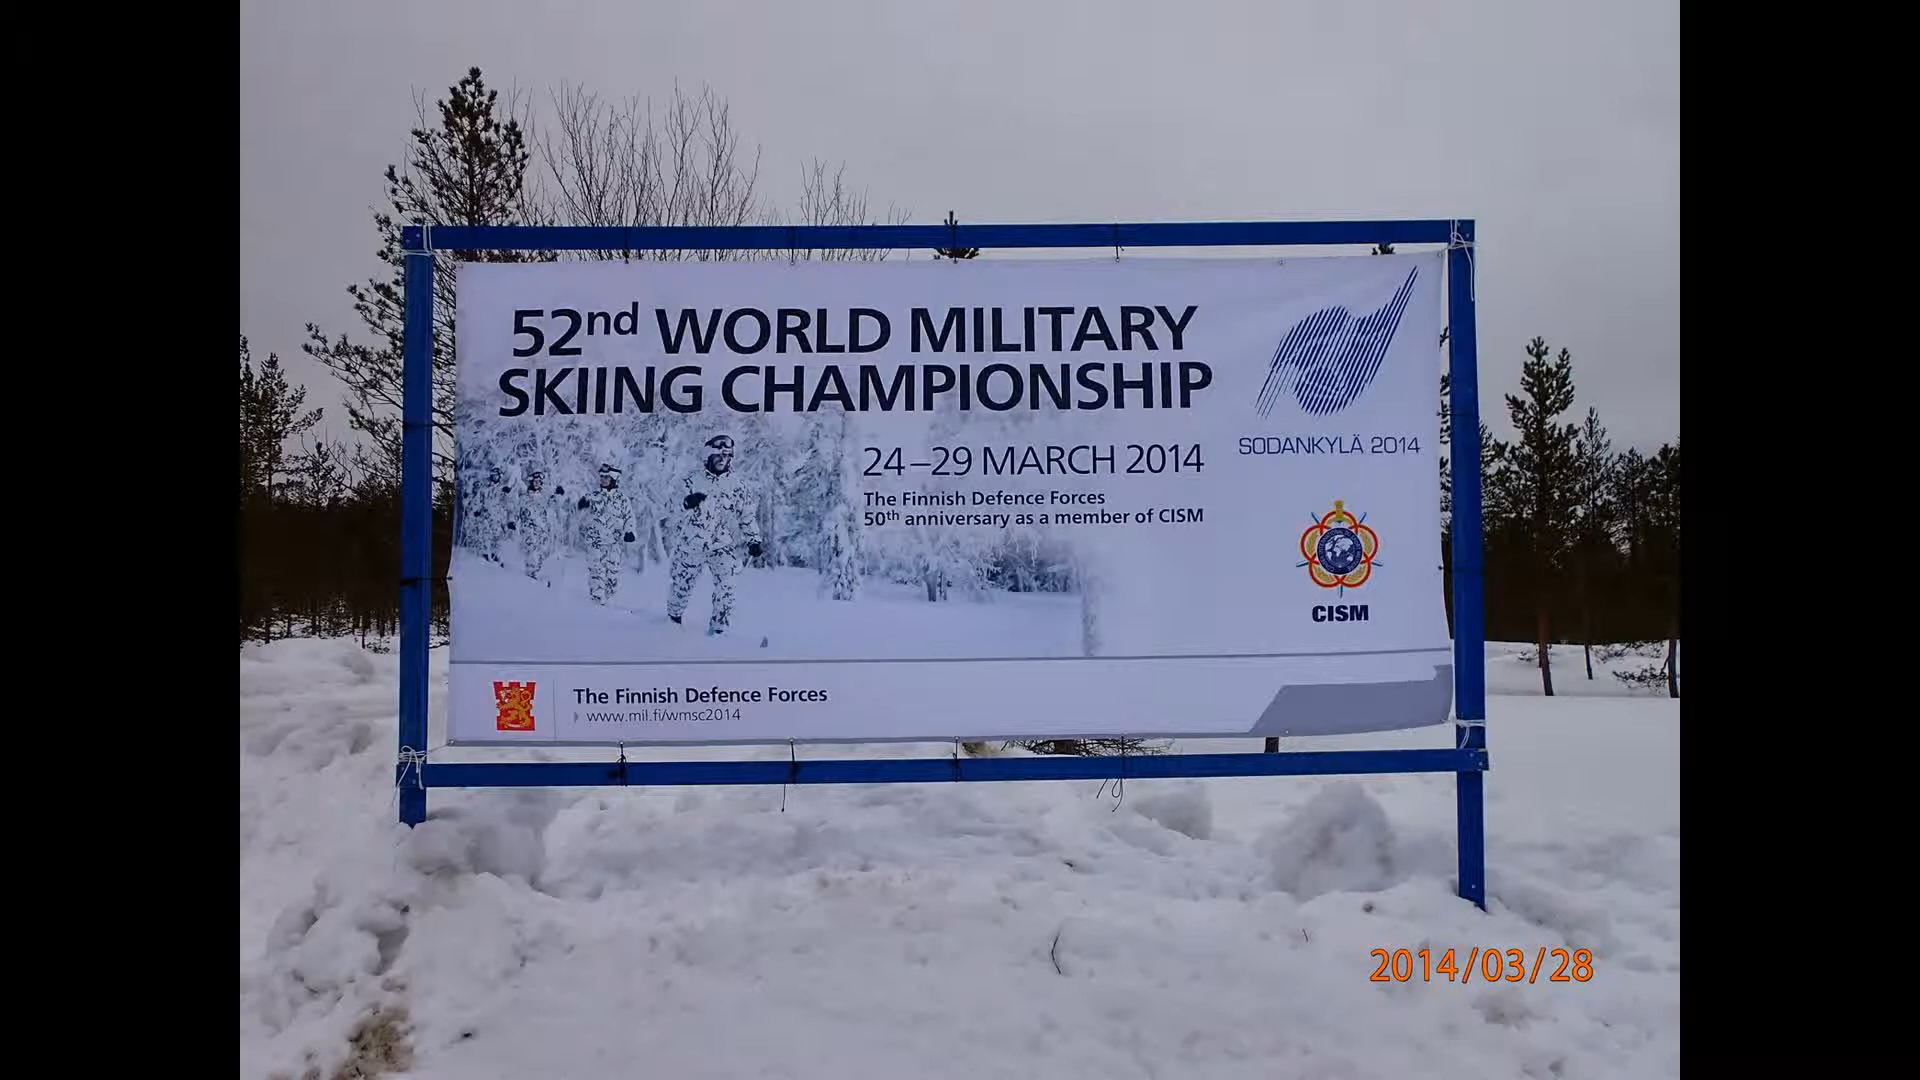 52nd WORLD MILITARY
SKIING CHAMPIONSHIP
SODANKYLÄ 2014
24–29 MARCH 2014
The Finnish Defence Forces
50th anniversary as a member of CISM
CISM
The Finnish Defence Forces
www.mil.fi/wmsc2014
2014/03/28